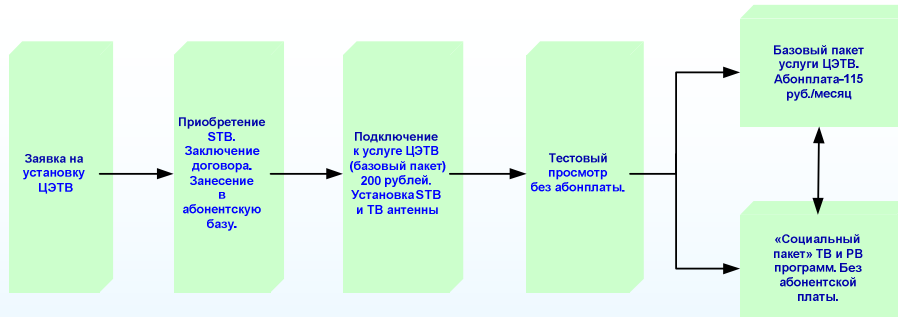 Заявка на
установку
ЦЭТВ
Приобретение
STB.
Заключение
договора.
Занесение
в
абонентскую
базу.
Подключение
к услуге ЦЭТВ
(базовый пакет)
200 рублей.
Установка STB
и ТВ антенны
Тестовый
просмотр
без абонплаты.
Базовый пакет
услуги ЦЭТВ.
Абонплата–115
руб./месяц
«Социальный
пакет» ТВ и РВ
программ. Без
абонентской
платы.